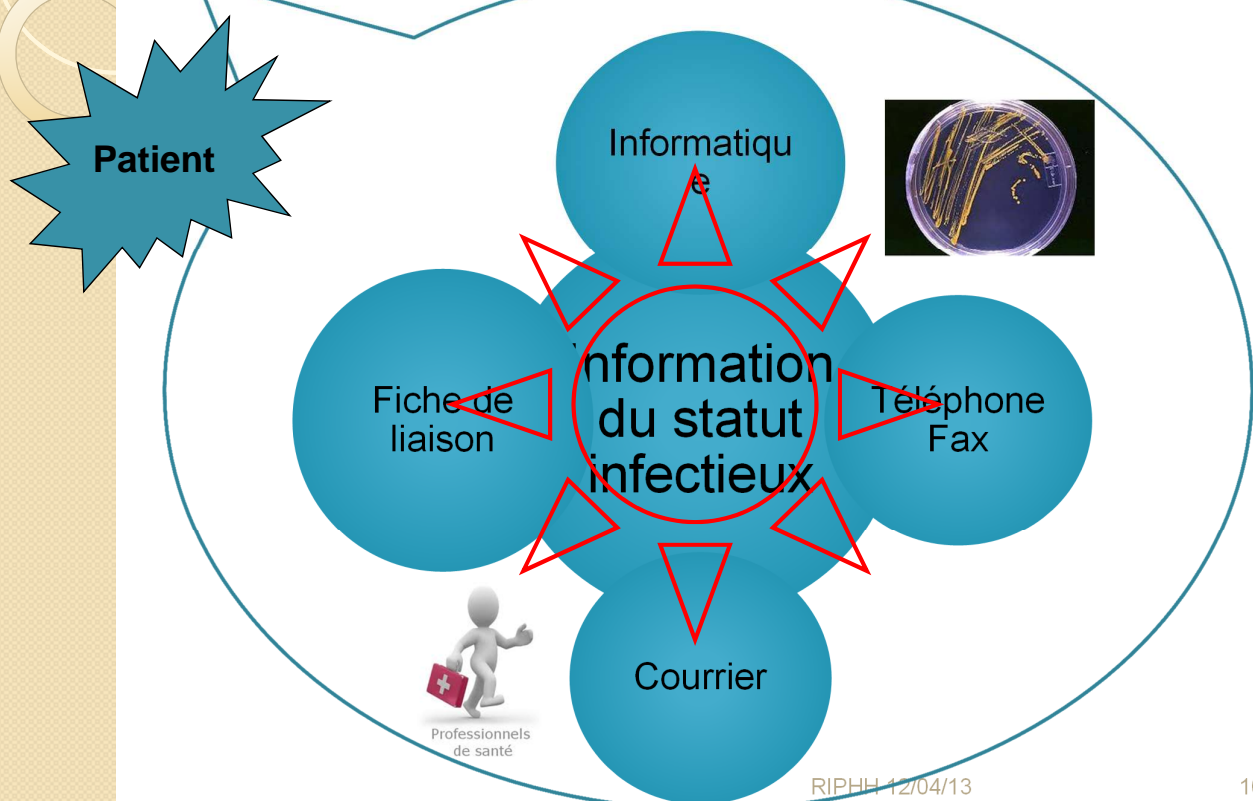 Patient
Informatiqu
e
Information
du statut
infectieux
Fiche de
liaison
Téléphone
Fax
Courrier
Professionnels
de santé
RIPHH 12/04/13